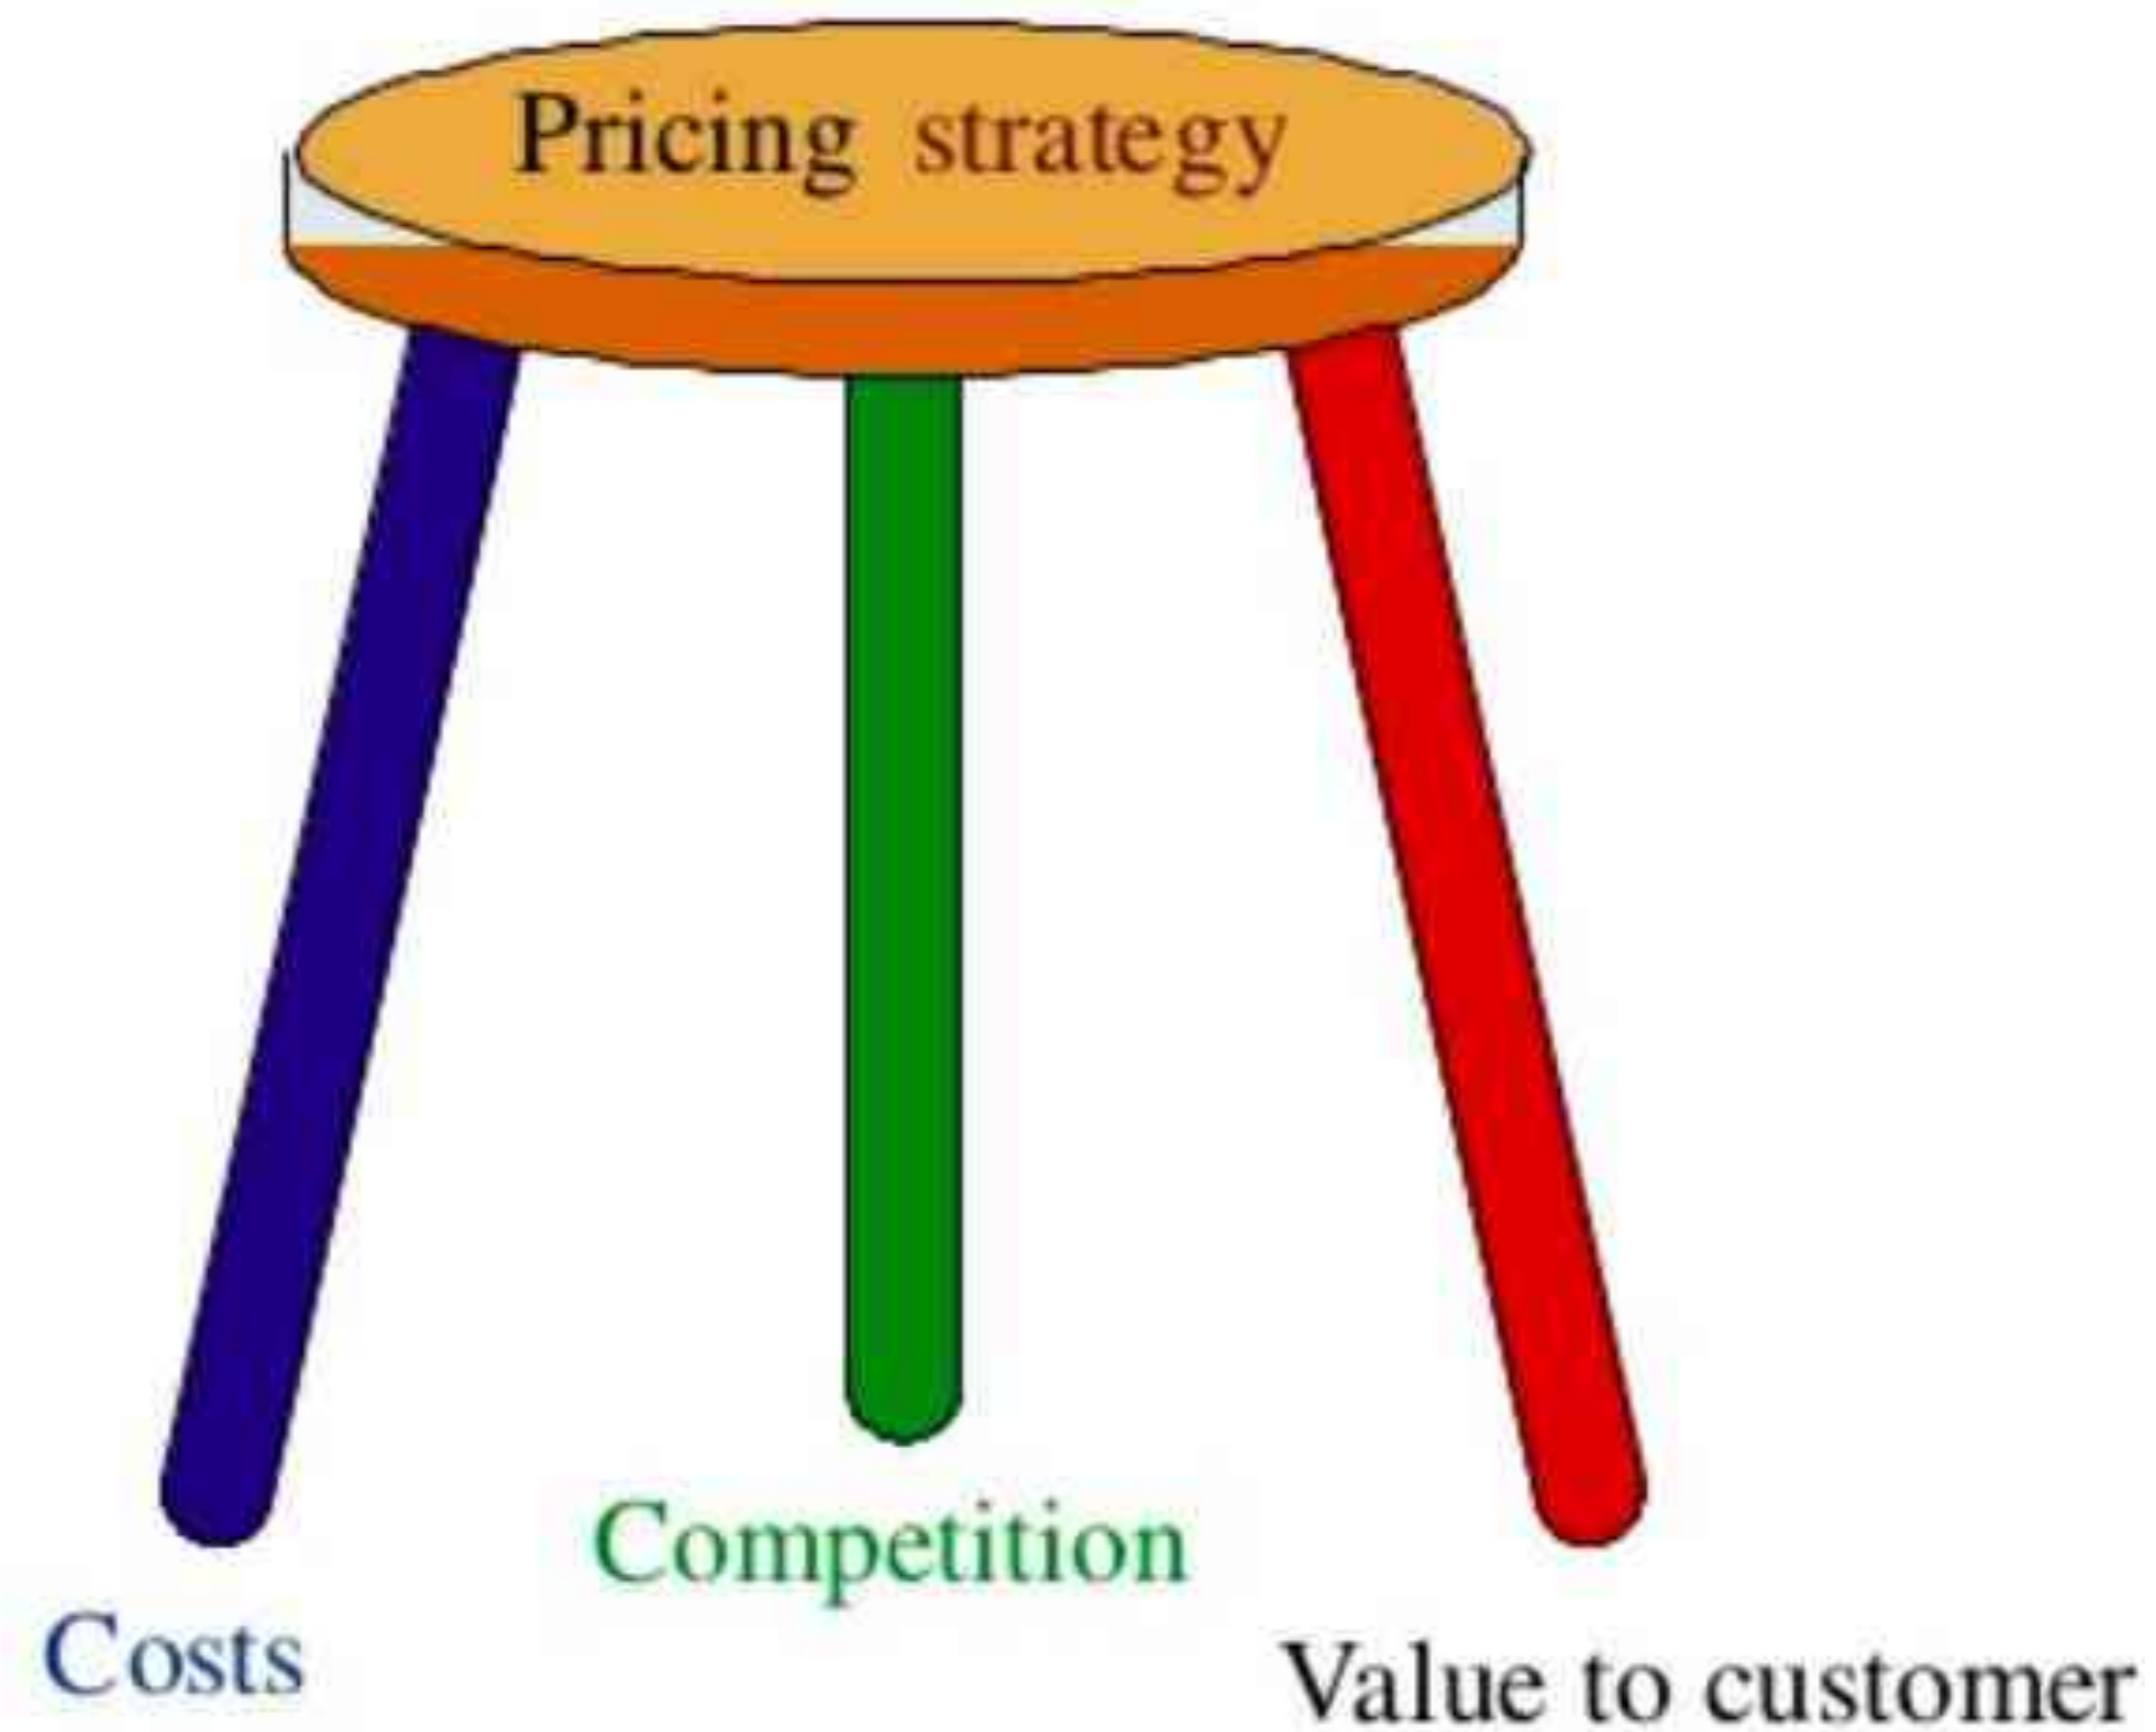 Pricing strategy
Competition
Costs
Value to customer